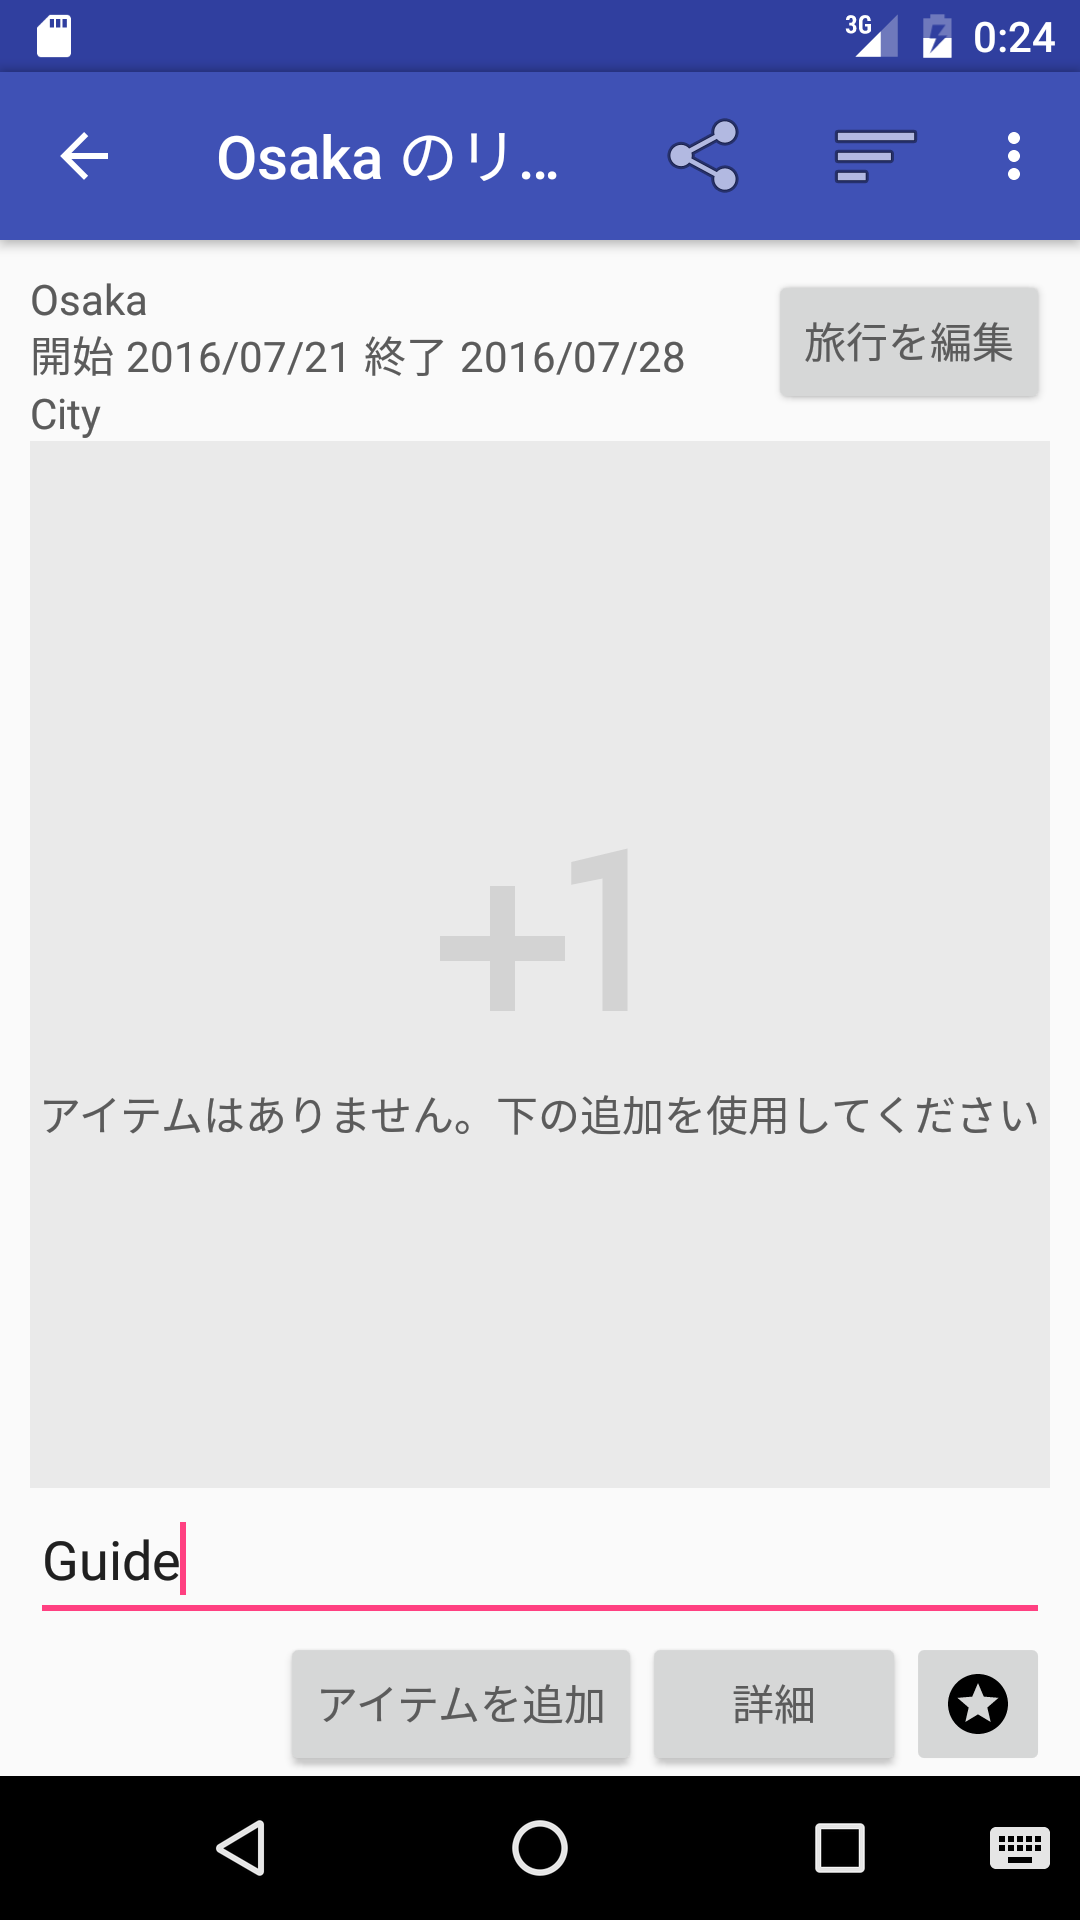 3G 0:24
Osaka のリ...
Osaka
開始 2016/07/21 終了 2016/07/28
City
旅行を編集
+1
アイテムはありません。下の追加を使用してください
Guide
アイテムを追加 詳細